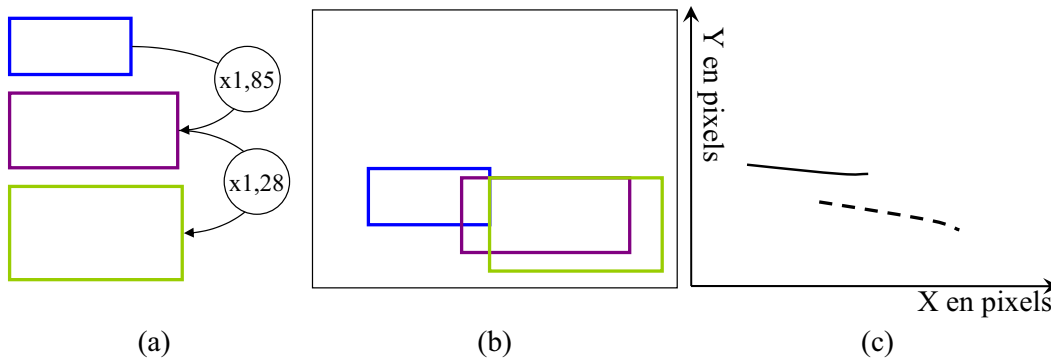 x1,85
x1,28
Y en pixels
X en pixels
(a)
(b)
(c)